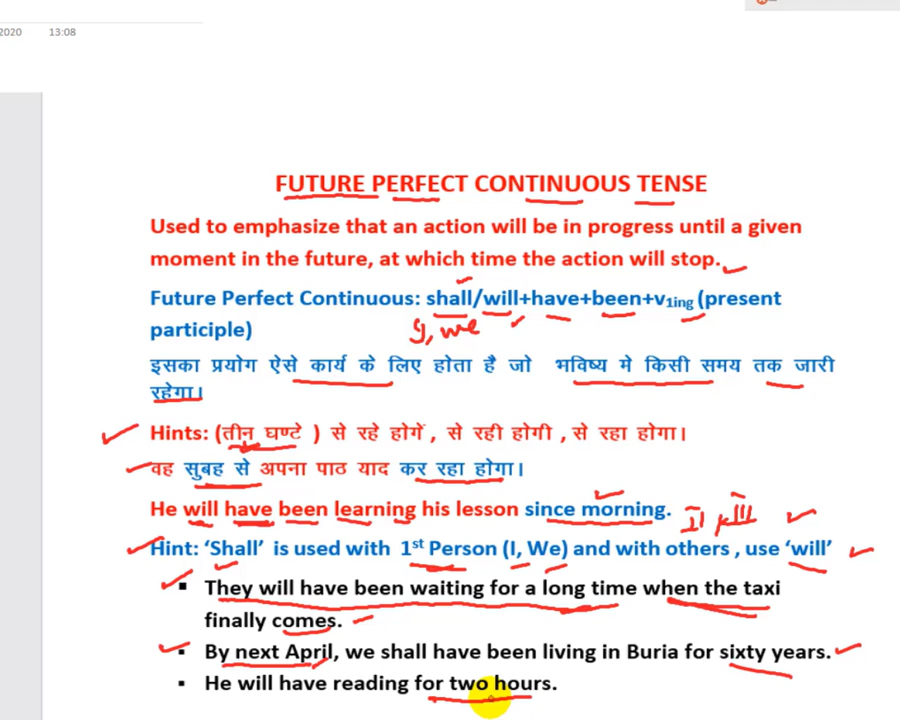 2020 13:08
FUTURE PERFECT CONTINUOUS TENSE
Used to emphasize that an action will be in progress until a given
moment in the future, at which time the action will stop.
Future Perfect Continuous: shall/will+have+been+v1ing (present
I, we
participle)
इसका प्रयोग ऐसे कार्य के लिए होता है जो भविष्य मे किसी समय तक जारी
रहेगा।
Hints: (तीन घण्टे ) से रहे होगें, से रही होगी, से रहा होगा।
वह सुबह से अपना पाठ याद कर रहा होगा।
He will have been learning his lesson since morning.
II III
Hint: ‘Shall’ is used with 1st Person (I, We) and with others , use ‘will’
▪ They will have been waiting for a long time when the taxi
finally comes.
▪ By next April, we shall have been living in Buria for sixty years.
▪ He will have reading for two hours.